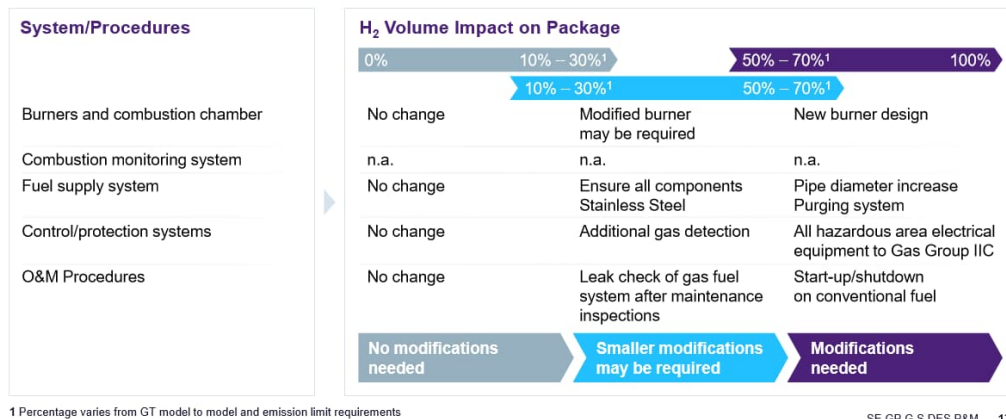 System/Procedures
H₂ Volume Impact on Package
0% 10% – 30%¹ 50% – 70%¹ 100%
10% – 30%¹ 50% – 70%¹
Burners and combustion chamber No change Modified burner New burner design
may be required
Combustion monitoring system n.a. n.a. n.a.
Fuel supply system No change Ensure all components Pipe diameter increase
Stainless Steel Purging system
Control/protection systems No change Additional gas detection All hazardous area electrical
equipment to Gas Group IIC
O&M Procedures No change Leak check of gas fuel Start-up/shutdown
system after maintenance on conventional fuel
inspections
No modifications Smaller modifications Modifications
needed may be required needed
1 Percentage varies from GT model to model and emission limit requirements